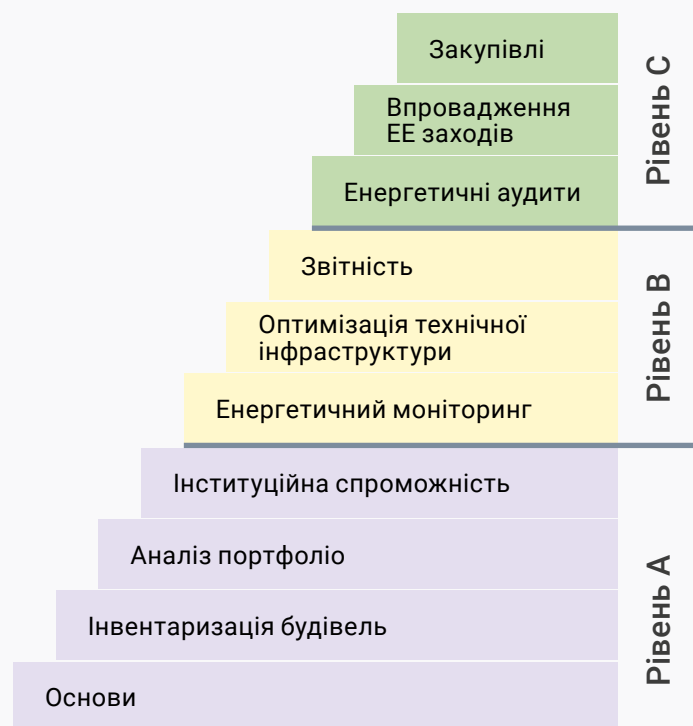 Закупівлі
Впровадження
ЕЕ заходів
Енергетичні аудити
Рівень C
Звітність
Оптимізація технічної
інфраструктури
Енергетичний моніторинг
Рівень B
Інституційна спроможність
Аналіз портфоліо
Інвентаризація будівель
Основи
Рівень A